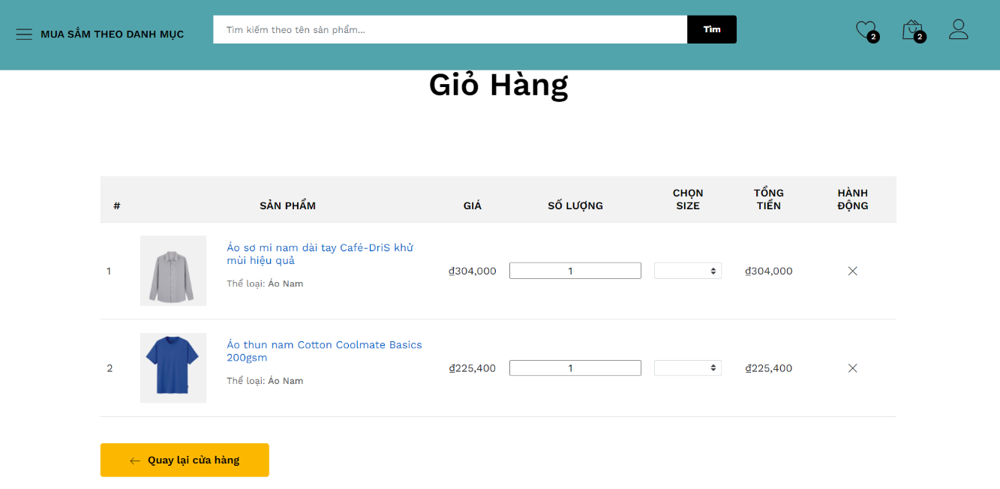 MUA SẮM THEO DANH MỤC
Tìm kiếm theo tên sản phẩm...
Tìm
2
2
Giỏ Hàng
# SẢN PHẨM GIÁ SỐ LƯỢNG CHỌN SIZE TỔNG TIỀN HÀNH ĐỘNG
1
Áo sơ mi nam dài tay Café-DriS khử
mùi hiệu quả
Thể loại: Áo Nam
₫304,000
1
₫304,000
2
Áo thun nam Cotton Coolmate Basics
200gsm
Thể loại: Áo Nam
₫225,400
1
₫225,400
Quay lại cửa hàng